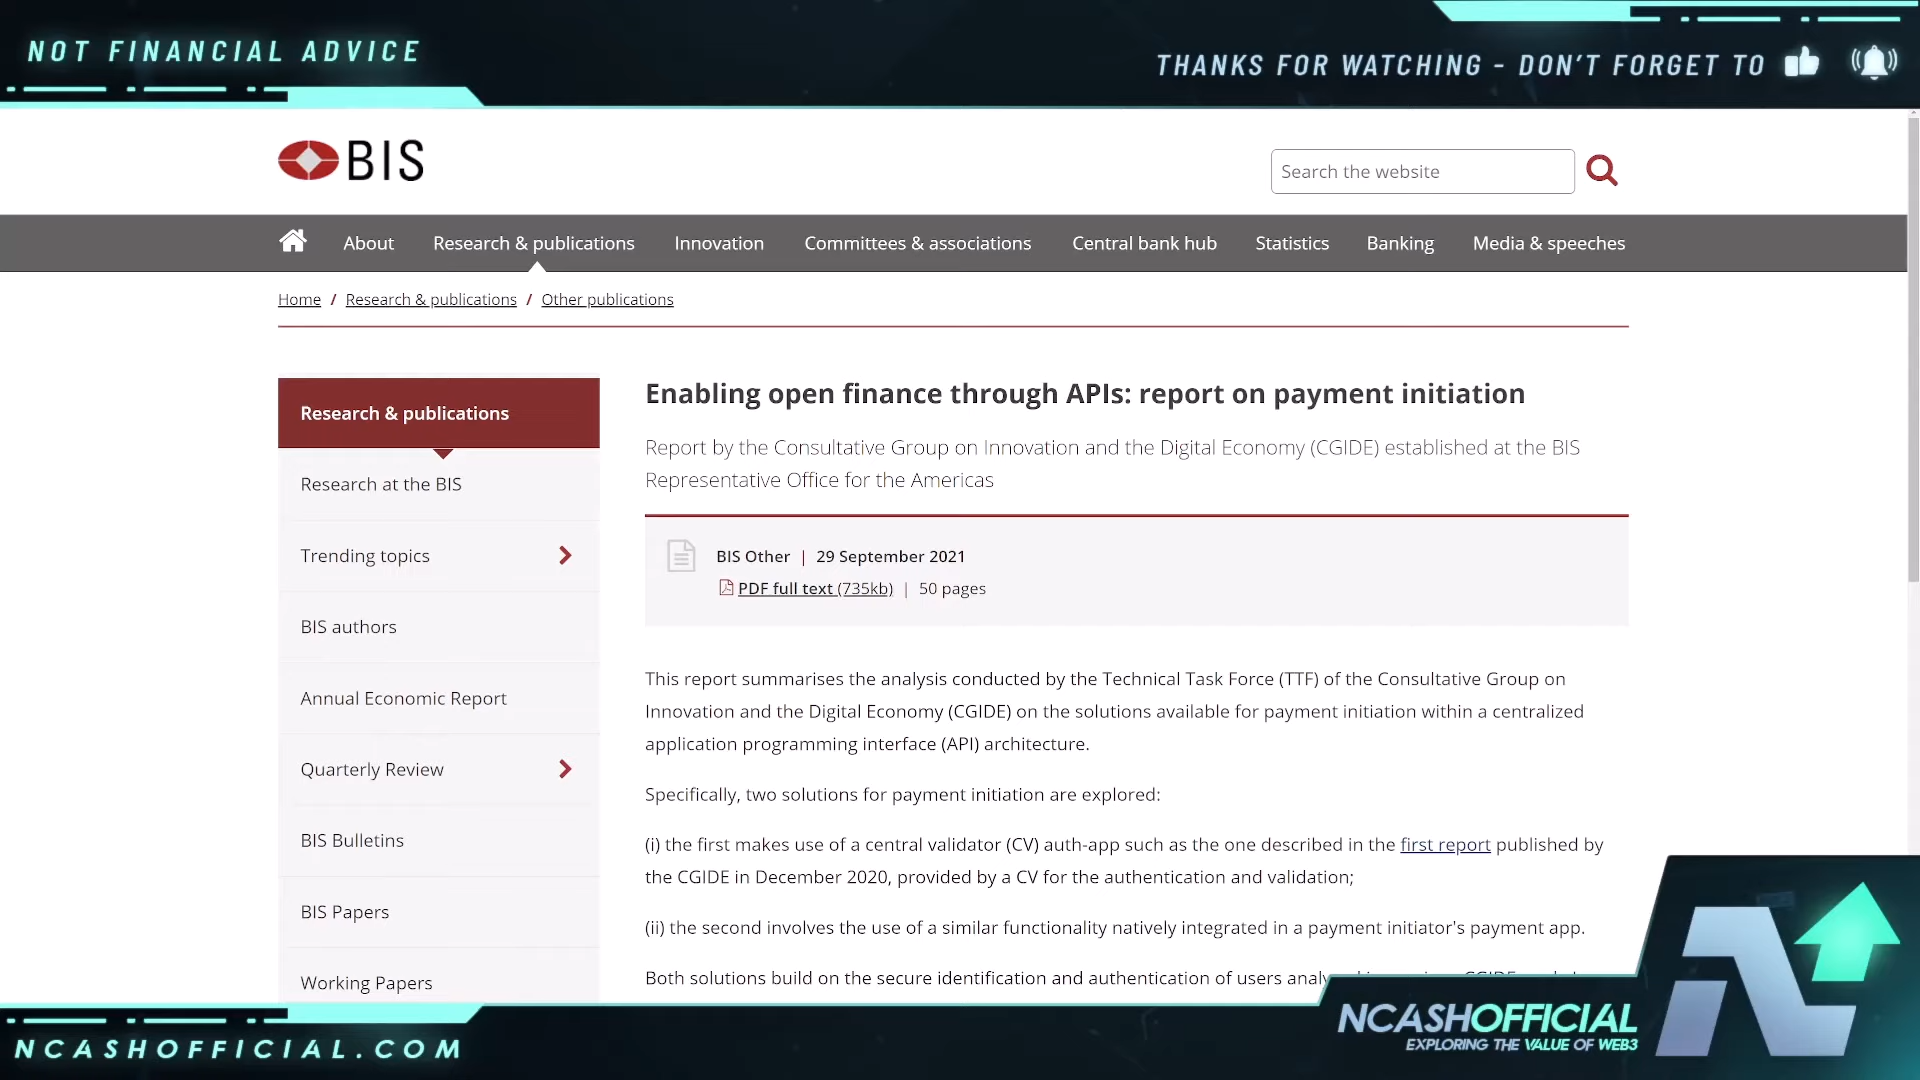 NOT FINANCIAL ADVICE
THANKS FOR WATCHING - DON'T FORGET TO
BIS
Search the website
About Research & publications Innovation Committees & associations Central bank hub Statistics Banking Media & speeches
Home / Research & publications / Other publications
Research & publications
Research at the BIS
Trending topics
BIS authors
Annual Economic Report
Quarterly Review
BIS Bulletins
BIS Papers
Working Papers
Enabling open finance through APIs: report on payment initiation
Report by the Consultative Group on Innovation and the Digital Economy (CGIDE) established at the BIS
Representative Office for the Americas
BIS Other | 29 September 2021
PDF full text (735kb) | 50 pages
This report summarises the analysis conducted by the Technical Task Force (TTF) of the Consultative Group on
Innovation and the Digital Economy (CGIDE) on the solutions available for payment initiation within a centralized
application programming interface (API) architecture.
Specifically, two solutions for payment initiation are explored:
(i) the first makes use of a central validator (CV) auth-app such as the one described in the first report published by
the CGIDE in December 2020, provided by a CV for the authentication and validation;
(ii) the second involves the use of a similar functionality natively integrated in a payment initiator's payment app.
Both solutions build on the secure identification and authentication of users
NCASHOFFICIAL.COM
NCASHOFFICIAL
EXPLORING THE VALUE OF WEB3